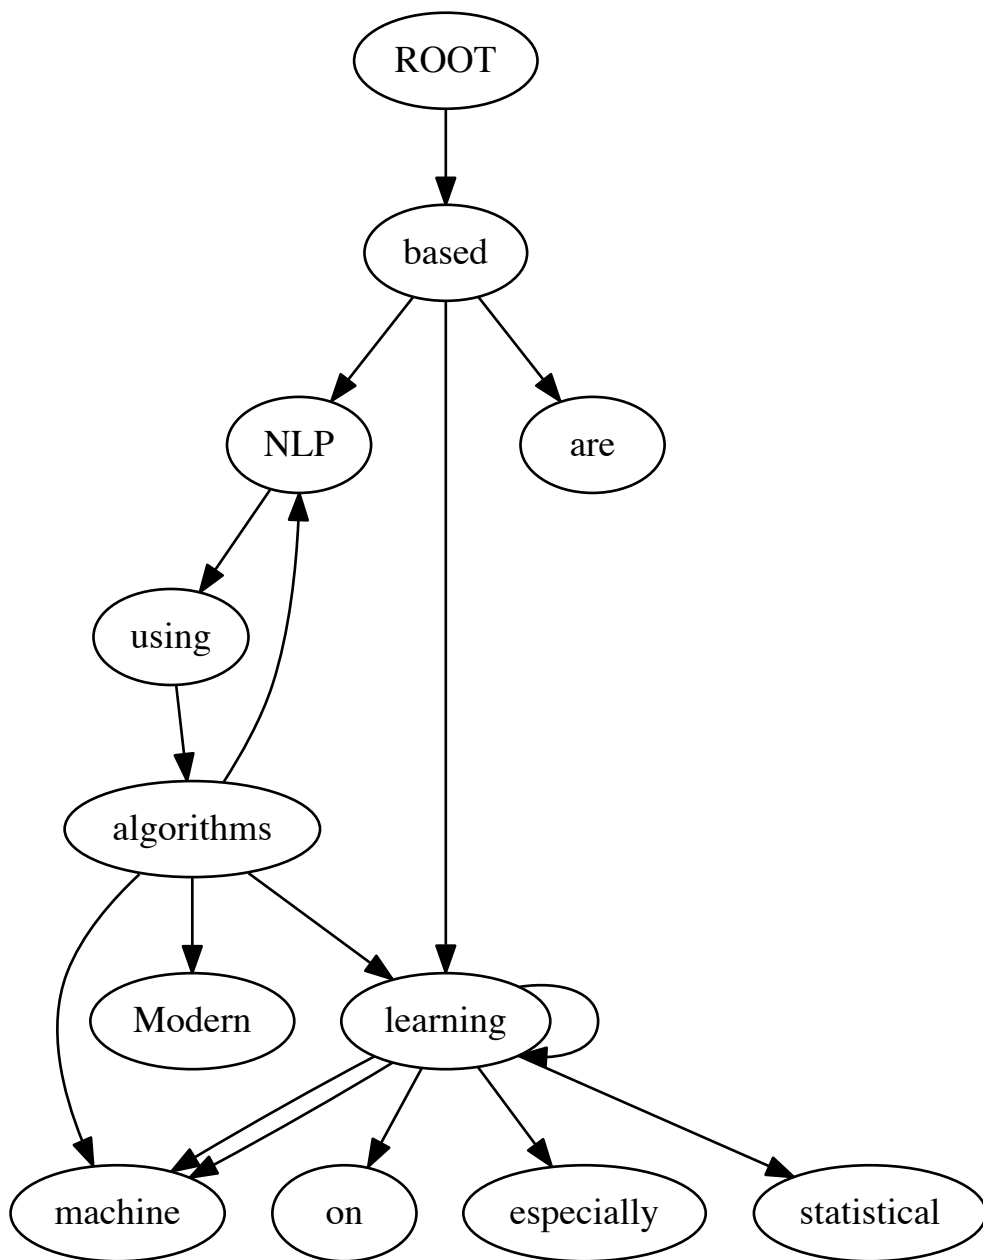 ROOT
based
NLP
are
using
algorithms
Modern
learning
machine
on
especially
statistical